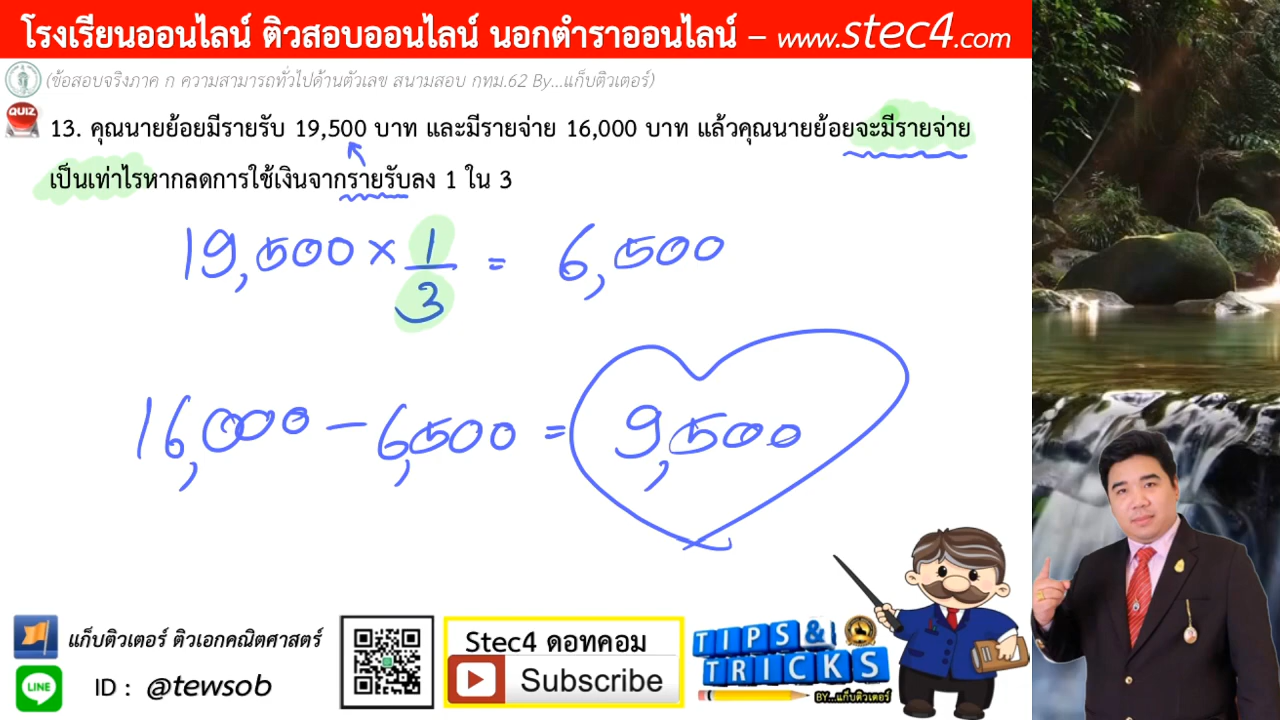 โรงเรียนออนไลน์ ติวสอบออนไลน์ นอกตำราออนไลน์ – www.stec4.com
(ข้อสอบจริงภาค ก ความสามารถทั่วไปด้านตัวเลข สนามสอบ กทม.62 By...แก็บติวเตอร์)
QUIZ
13. คุณนายย้อยมีรายรับ 19,500 บาท และมีรายจ่าย 16,000 บาท แล้วคุณนายย้อยจะมีรายจ่าย
เป็นเท่าไรหากลดการใช้เงินจากรายรับลง 1 ใน 3
19,500 × 1/3 = 6,500
16,000 – 6,500 = 9,500
แก็บติวเตอร์ ติวเอกคณิตศาสตร์
LINE
ID : @tewsob
Stec4 ดอทคอม
Subscribe
TIPS &
TRICKS
BY...แก็บติวเตอร์